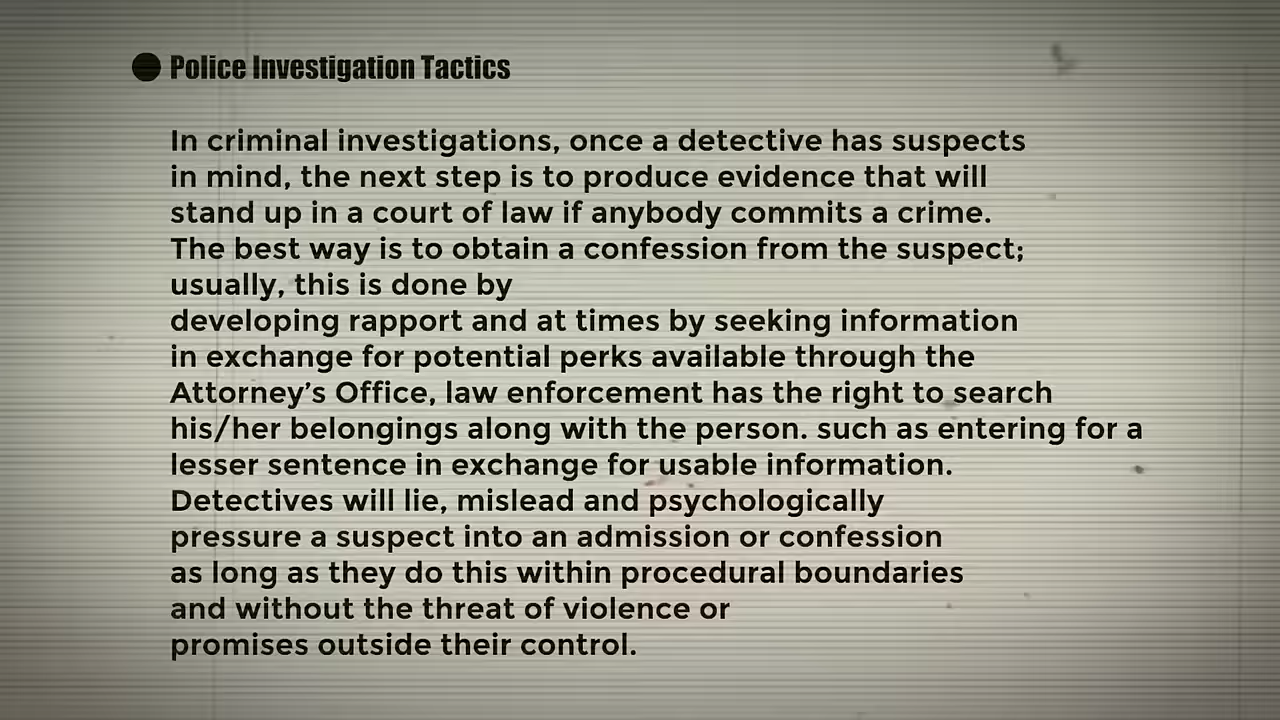 Police Investigation Tactics
In criminal investigations, once a detective has suspects
in mind, the next step is to produce evidence that will
stand up in a court of law if anybody commits a crime.
The best way is to obtain a confession from the suspect;
usually, this is done by
developing rapport and at times by seeking information
in exchange for potential perks available through the
Attorney’s Office, law enforcement has the right to search
his/her belongings along with the person. such as entering for a
lesser sentence in exchange for usable information.
Detectives will lie, mislead and psychologically
pressure a suspect into an admission or confession
as long as they do this within procedural boundaries
and without the threat of violence or
promises outside their control.